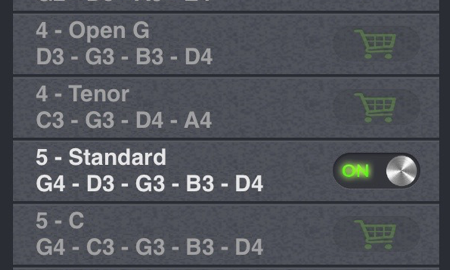 4 - Open G
D3 - G3 - B3 - D4
4 - Tenor
C3 - G3 - D4 - A4
5 - Standard
G4 - D3 - G3 - B3 - D4
ON
5 - C
G4 - C3 - G3 - B3 - D4